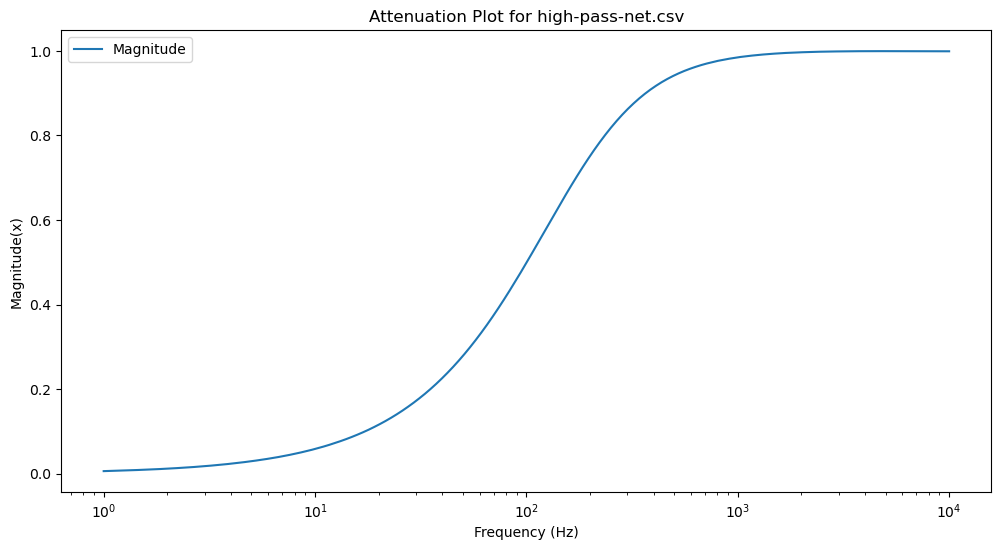 Attenuation Plot for high-pass-net.csv
Magnitude
1.0
0.8
0.6
0.4
0.2
0.0
Magnitude(x)
10⁰ 10¹ 10² 10³ 10⁴
Frequency (Hz)